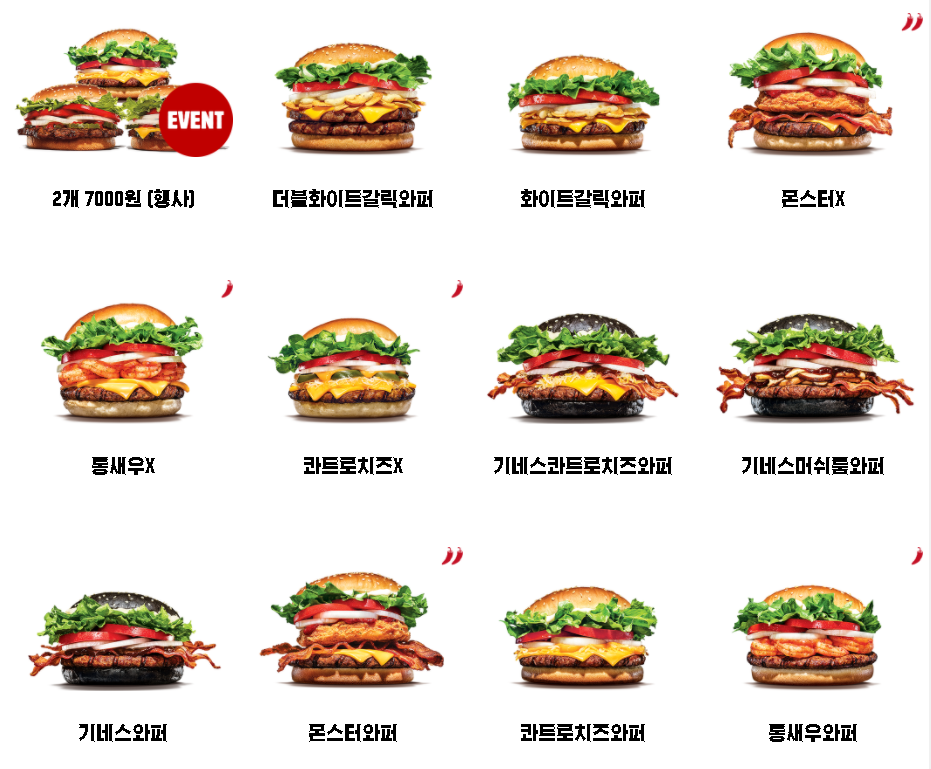 EVENT
2개 7000원 (행사)
더블화이트갈릭와퍼
화이트갈릭와퍼
몬스터X
통새우X
콰트로치즈X
기네스콰트로치즈와퍼
기네스머쉬룸와퍼
기네스와퍼
몬스터와퍼
콰트로치즈와퍼
통새우와퍼